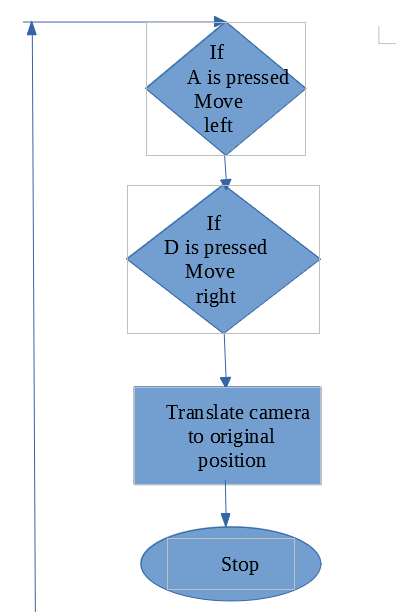 If
A is pressed
Move
left
If
D is pressed
Move
right
Translate camera
to original
position
Stop